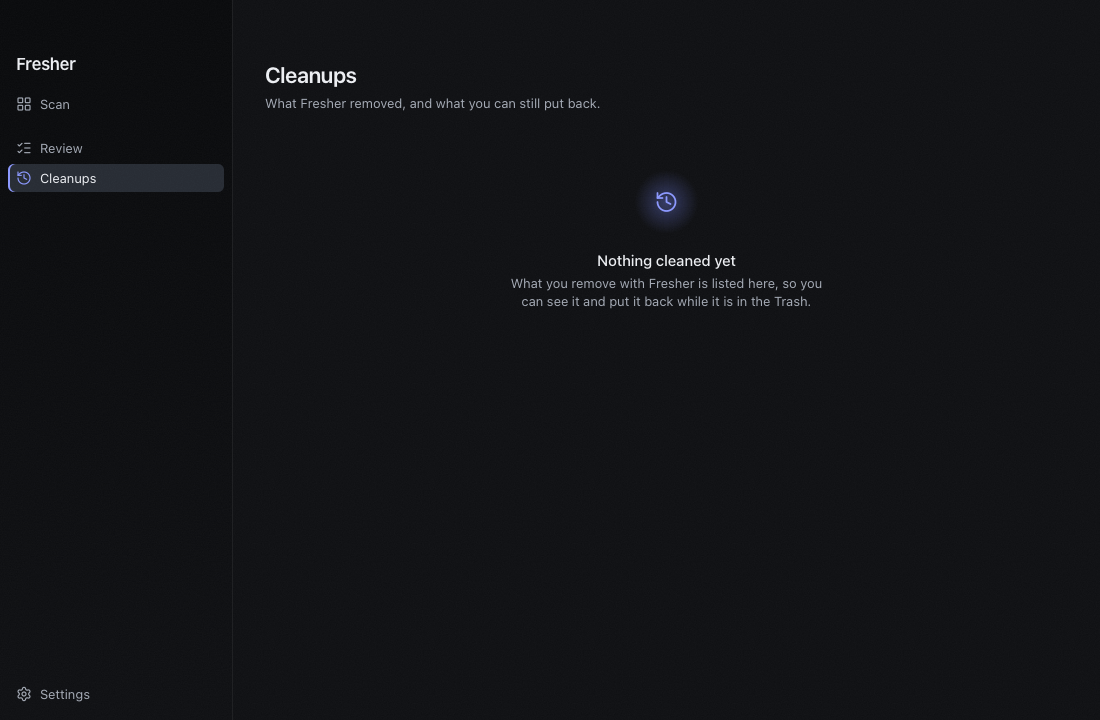 Fresher
Scan
Review
Cleanups
Settings
Cleanups
What Fresher removed, and what you can still put back.
Nothing cleaned yet
What you remove with Fresher is listed here, so you
can see it and put it back while it is in the Trash.